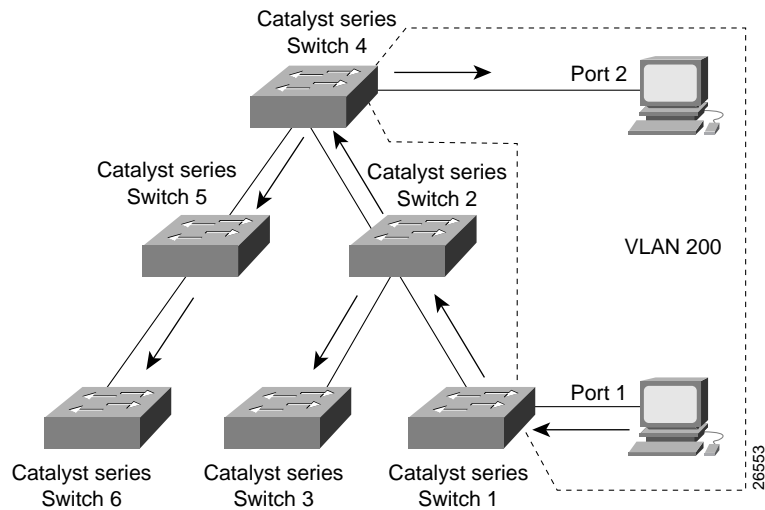 Catalyst series
Switch 4
Port 2
Catalyst series
Switch 5
Catalyst series
Switch 2
VLAN 200
Port 1
Catalyst series
Switch 6
Catalyst series
Switch 3
Catalyst series
Switch 1
26553